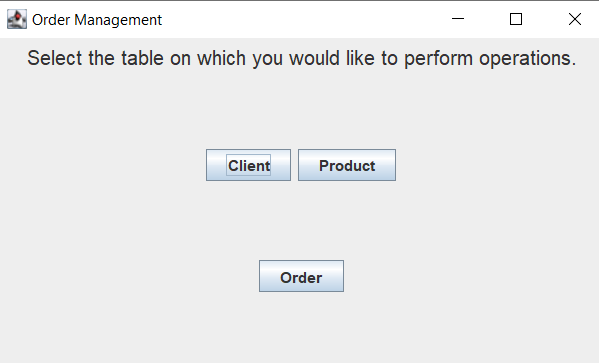 Order Management
Select the table on which you would like to perform operations.
Client Product
Order